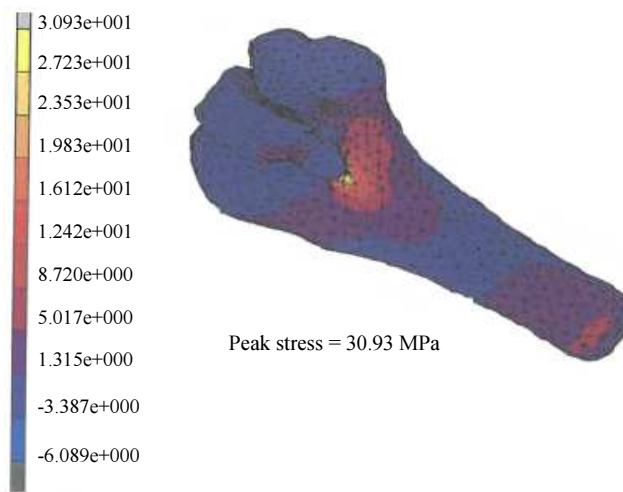 3.093e+001
2.723e+001
2.353e+001
1.983e+001
1.612e+001
1.242e+001
8.720e+000
5.017e+000
1.315e+000
-3.387e+000
-6.089e+000
Peak stress = 30.93 MPa